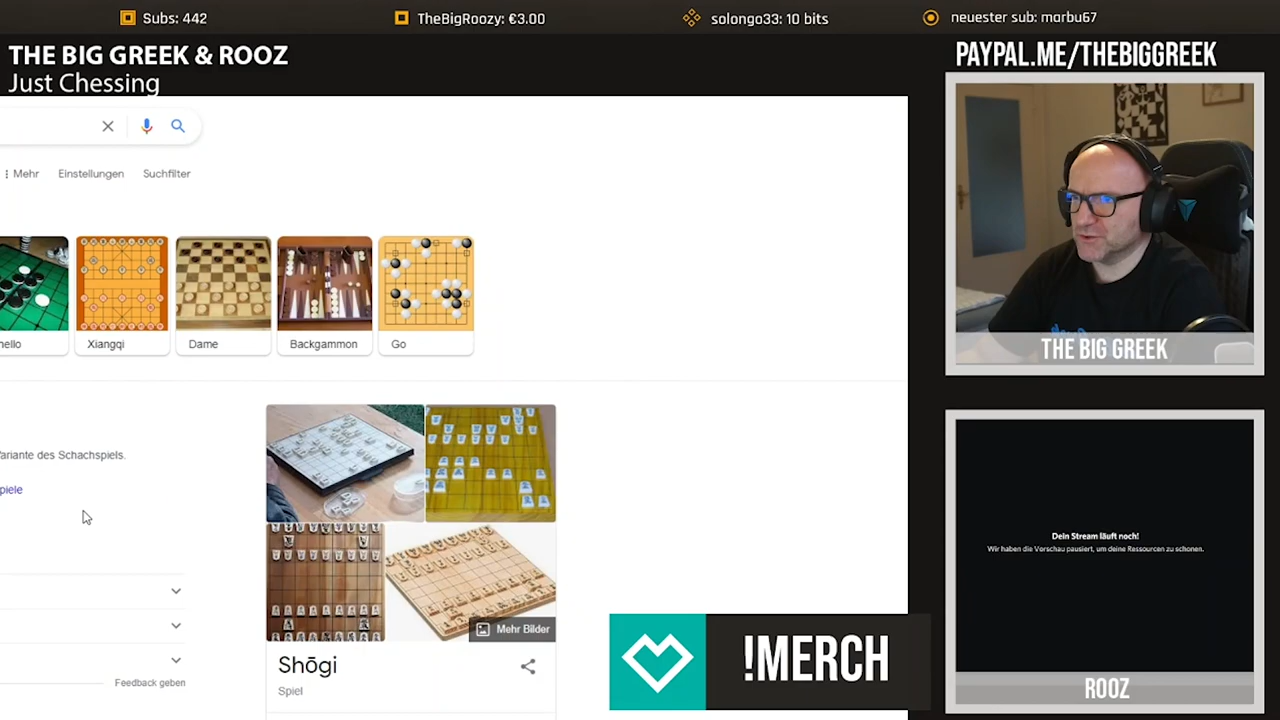 Subs: 442
TheBigRoozy: €3.00
solongo33: 10 bits
neuester sub: marbu67
THE BIG GREEK & ROOZ
Just Chessing
PAYPAL.ME/THEBIGGREEK
Mehr
Einstellungen
Suchfilter
hello
Xiangqi
Dame
Backgammon
Go
THE BIG GREEK
ariante des Schachspiels.
piele
Mehr Bilder
Shōgi
Spiel
Feedback geben
!MERCH
Dein Stream läuft noch!
Wir haben die Vorschau pausiert, um deine Ressourcen zu schonen.
ROOZ